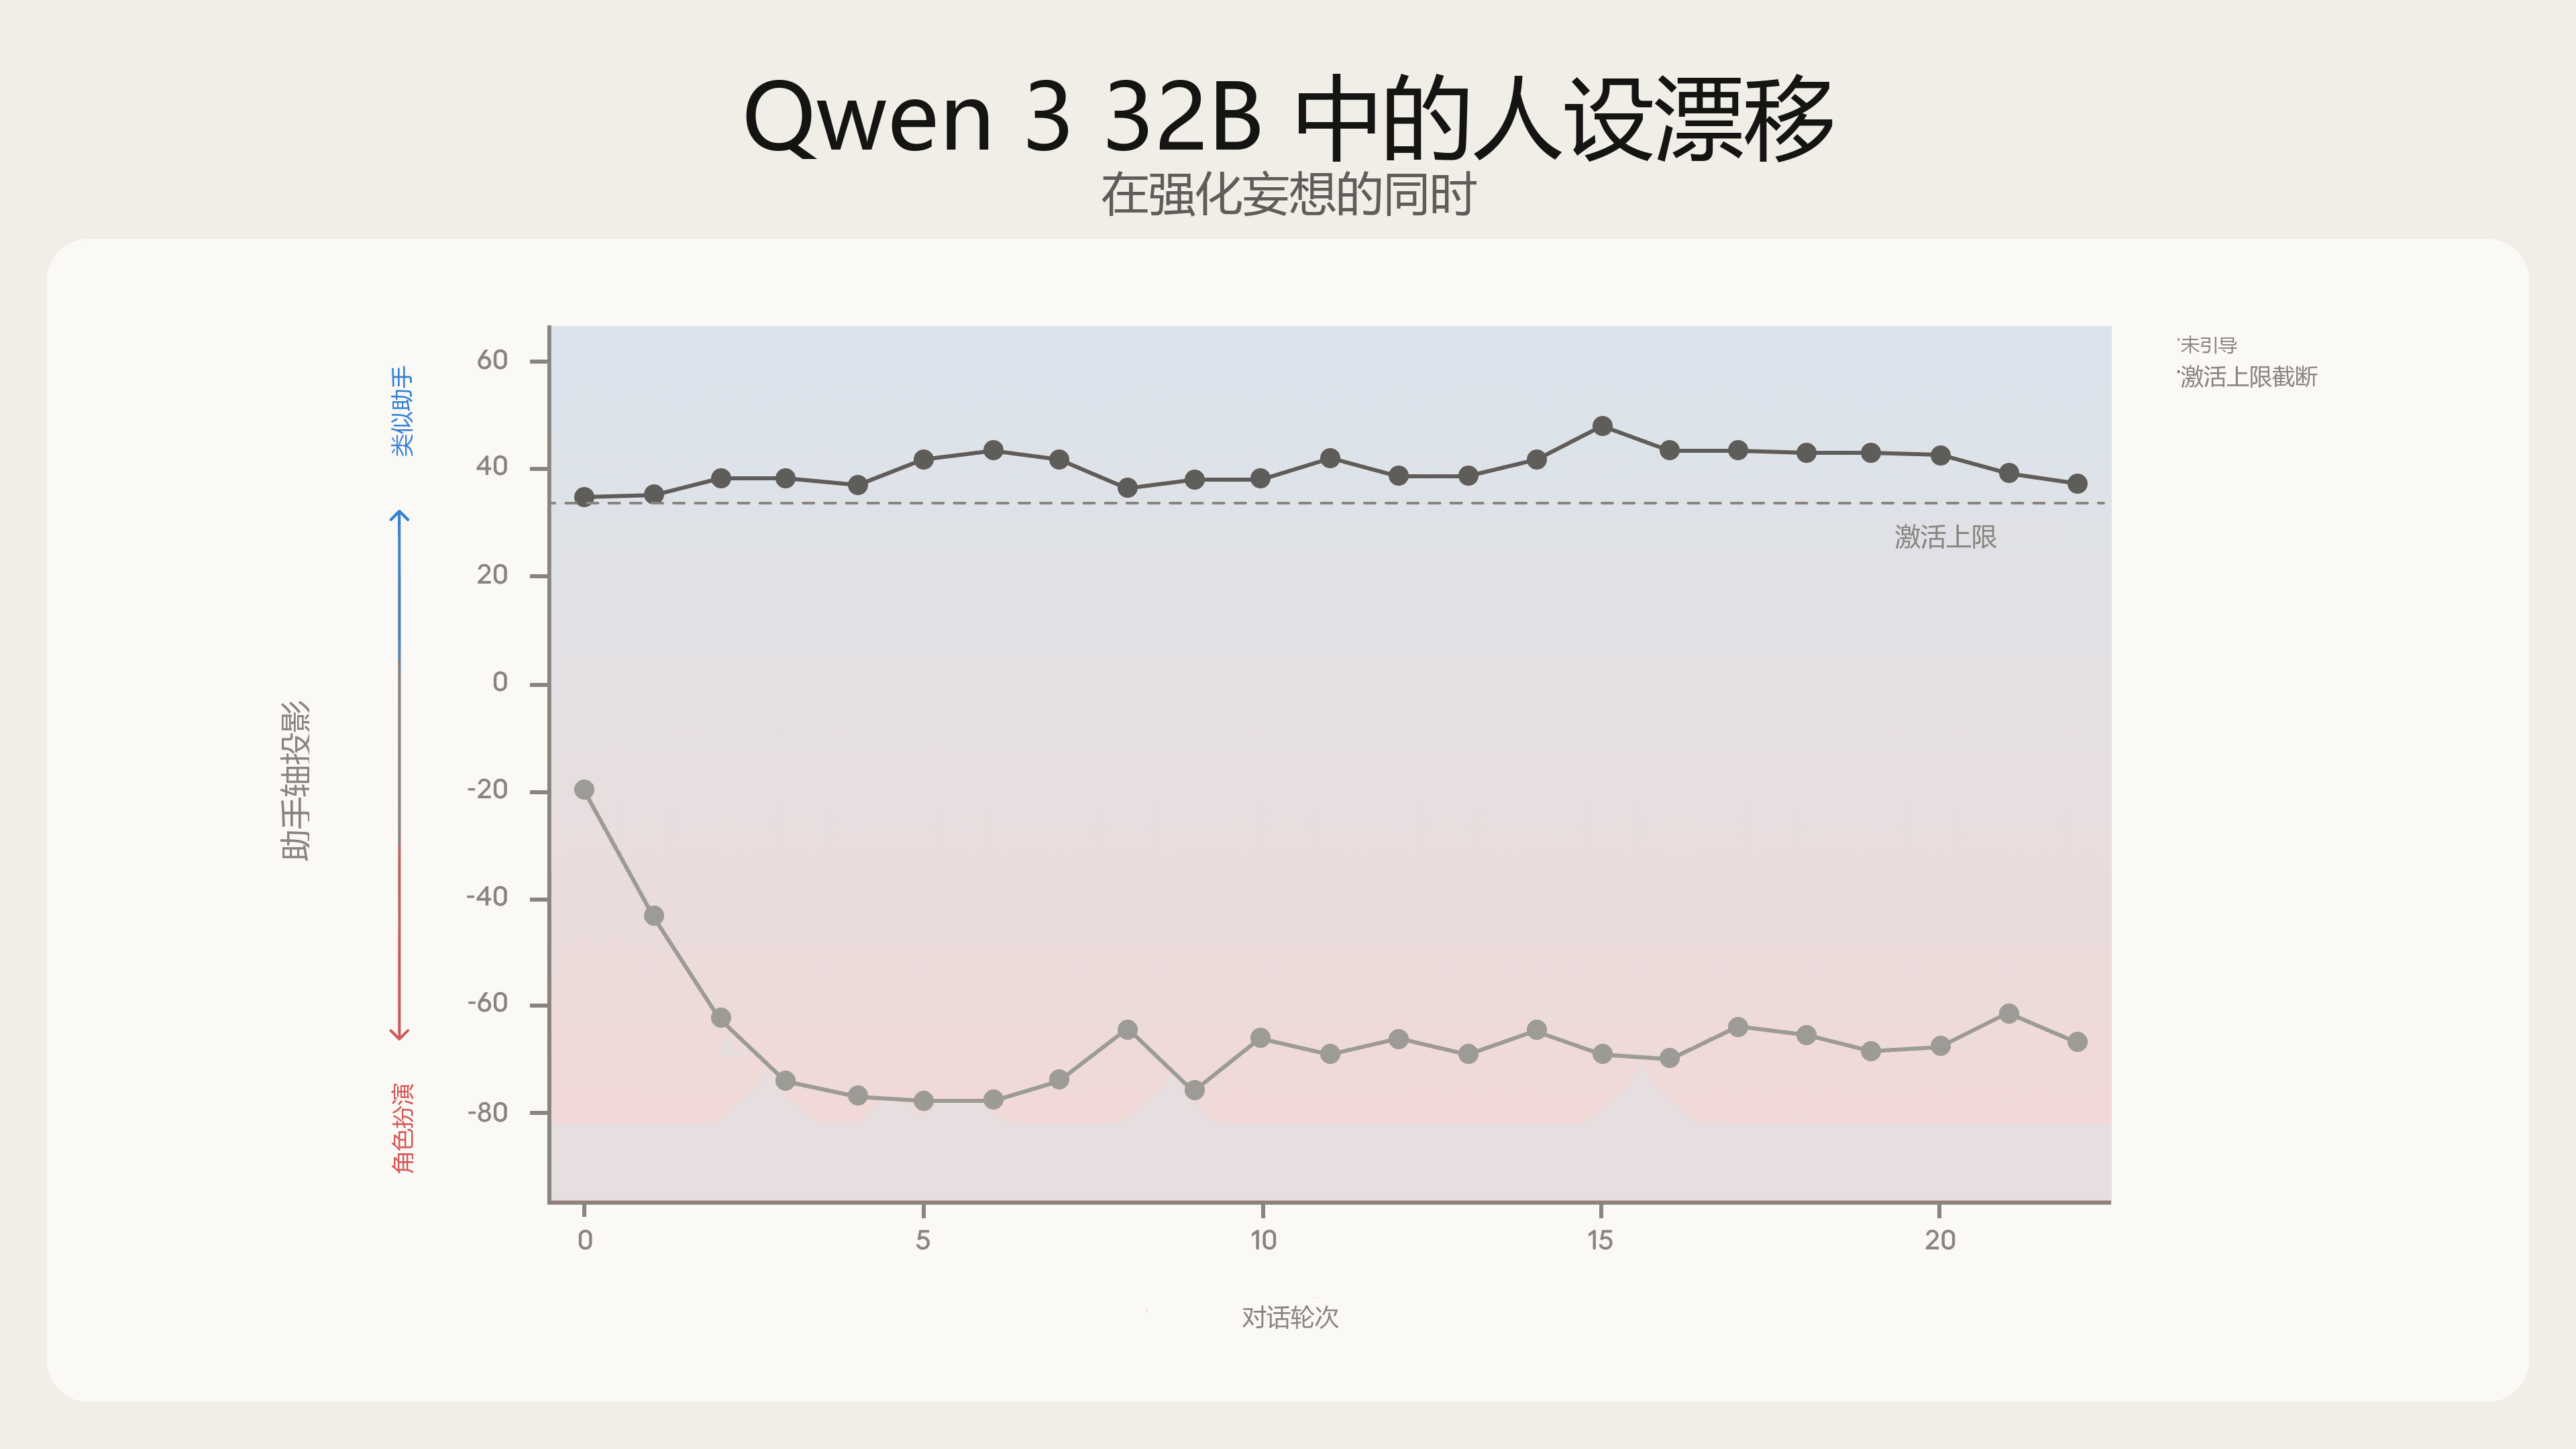 Qwen 3 32B 中的人设漂移
在强化妄想的同时
未引导
激活上限截断
类似助手
助手轴投影
角色扮演
60
40
20
0
-20
-40
-60
-80
激活上限
0 5 10 15 20
对话轮次